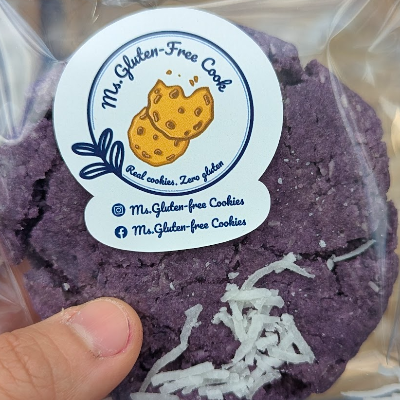 Ms.Gluten-Free Cook
Real cookies. Zero gluten
Ms.Gluten-free Cookies
Ms.Gluten-free Cookies